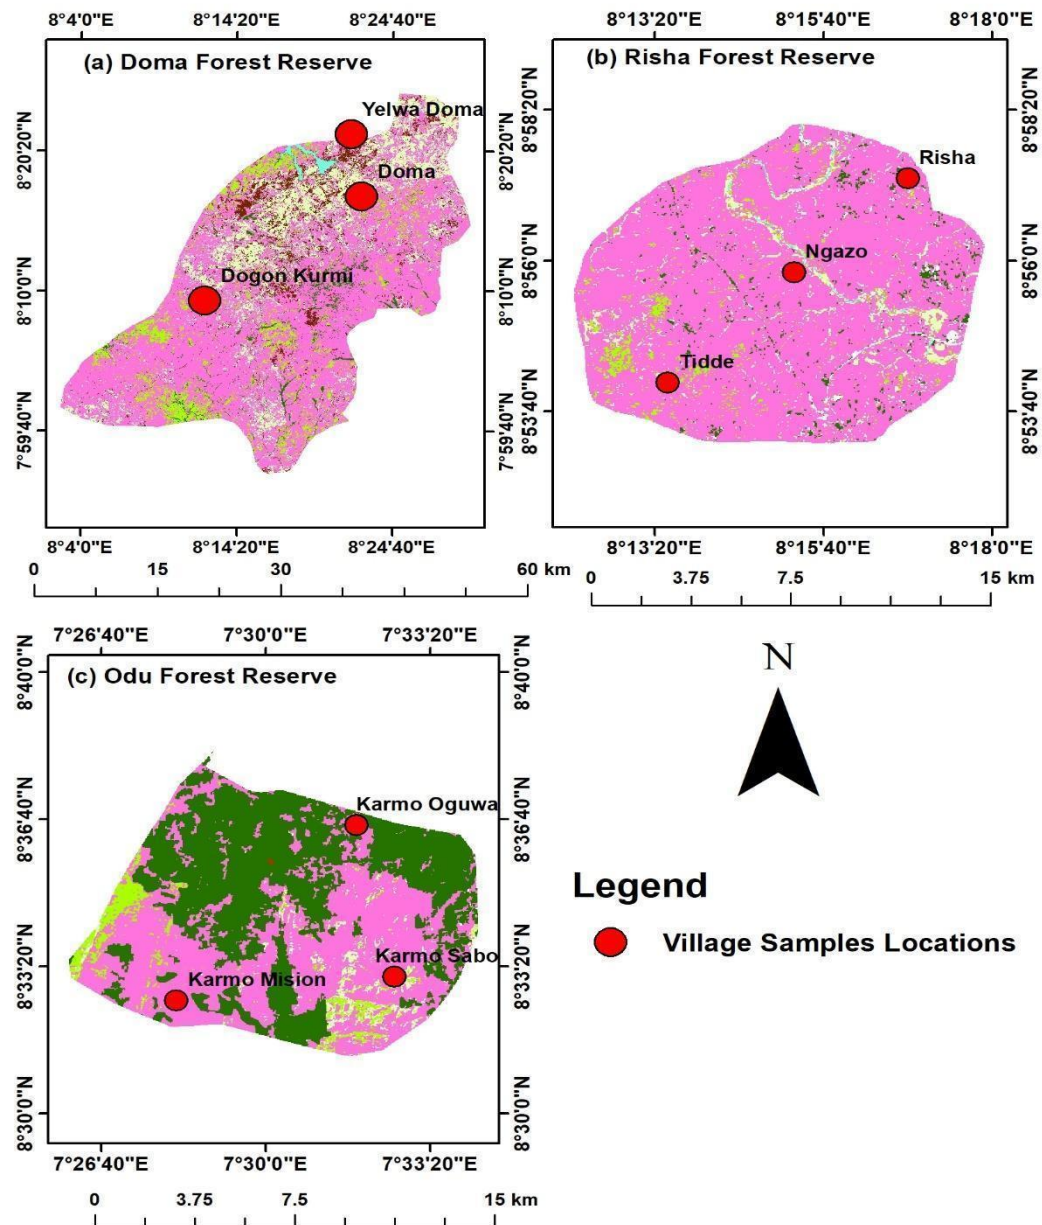 8°4'0"E 8°14'20"E 8°24'40"E
(a) Doma Forest Reserve
8°20'20"N 8°20'20"N
8°10'0"N 8°10'0"N
7°59'40"N 7°59'40"N
Yelwa Doma
Doma
Dogon Kurmi
8°4'0"E 8°14'20"E 8°24'40"E
0 15 30 60 km
8°13'20"E 8°15'40"E 8°18'0"E
(b) Risha Forest Reserve
8°58'20"N 8°58'20"N
8°56'0"N 8°56'0"N
8°53'40"N 8°53'40"N
Risha
Ngazo
Tidde
8°13'20"E 8°15'40"E 8°18'0"E
0 3.75 7.5 15 km
7°26'40"E 7°30'0"E 7°33'20"E
(c) Odu Forest Reserve
8°40'0"N 8°40'0"N
8°36'40"N 8°36'40"N
8°33'20"N 8°33'20"N
8°30'0"N 8°30'0"N
Karmo Oguwa
Karmo Sabo
Karmo Mision
7°26'40"E 7°30'0"E 7°33'20"E
0 3.75 7.5 15 km
N
Legend
Village Samples Locations